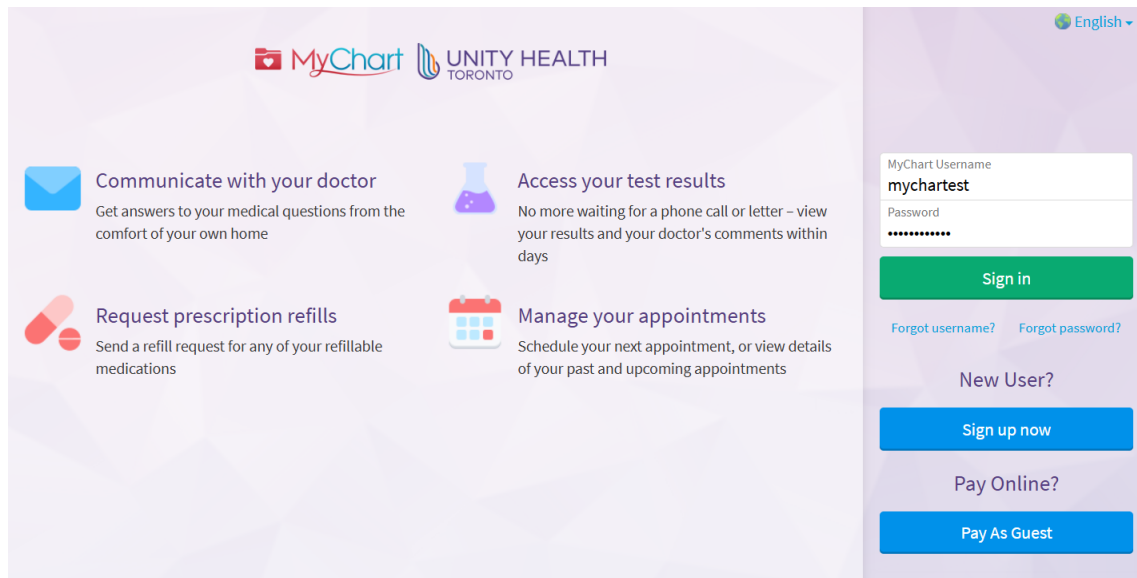 English
MyChart UNITY HEALTH
TORONTO
Communicate with your doctor
Get answers to your medical questions from the
comfort of your own home
Access your test results
No more waiting for a phone call or letter – view
your results and your doctor's comments within
days
Request prescription refills
Send a refill request for any of your refillable
medications
Manage your appointments
Schedule your next appointment, or view details
of your past and upcoming appointments
MyChart Username
mychartest
Password
••••••••••••
Sign in
Forgot username? Forgot password?
New User?
Sign up now
Pay Online?
Pay As Guest